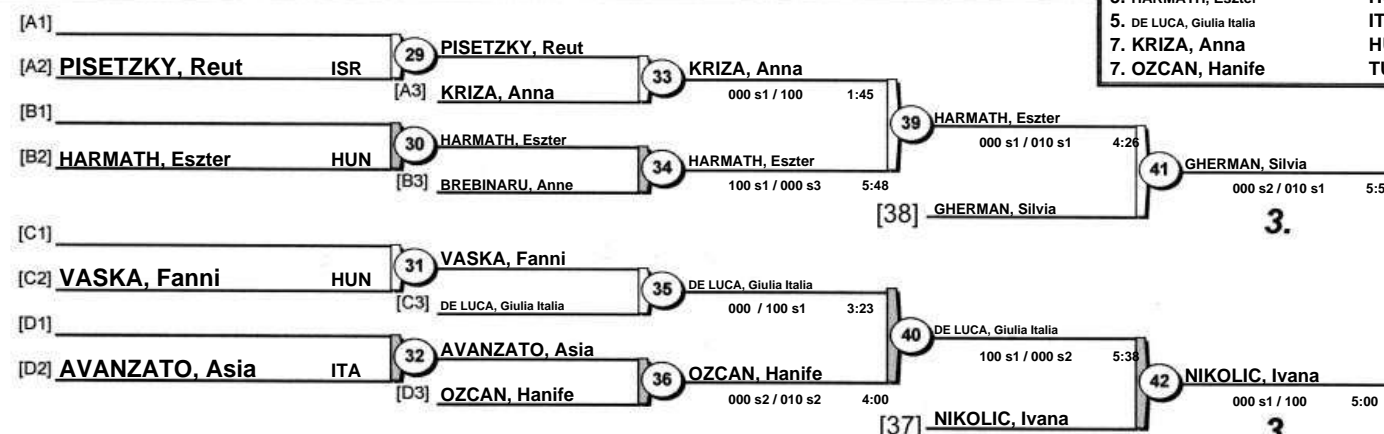 5. DE LUCA, Giulia Italia
7. KRIZA, Anna
7. OZCAN, Hanife
[A1]
[A2] PISETZKY, Reut ISR
29 PISETZKY, Reut
[A3] KRIZA, Anna
33 KRIZA, Anna
000 s1 / 100 1:45
[B1]
[B2] HARMATH, Eszter HUN
30 HARMATH, Eszter
[B3] BREBINARU, Anne
34 HARMATH, Eszter
100 s1 / 000 s3 5:48
39 HARMATH, Eszter
000 s1 / 010 s1 4:26
[38] GHERMAN, Silvia
41 GHERMAN, Silvia
000 s2 / 010 s1
3.
[C1]
[C2] VASKA, Fanni HUN
31 VASKA, Fanni
[C3] DE LUCA, Giulia Italia
35 DE LUCA, Giulia Italia
000 / 100 s1 3:23
[D1]
[D2] AVANZATO, Asia ITA
32 AVANZATO, Asia
[D3] OZCAN, Hanife
36 OZCAN, Hanife
000 s2 / 010 s2 4:00
40 DE LUCA, Giulia Italia
100 s1 / 000 s2 5:38
[37] NIKOLIC, Ivana
42 NIKOLIC, Ivana
000 s1 / 100 5:00
3